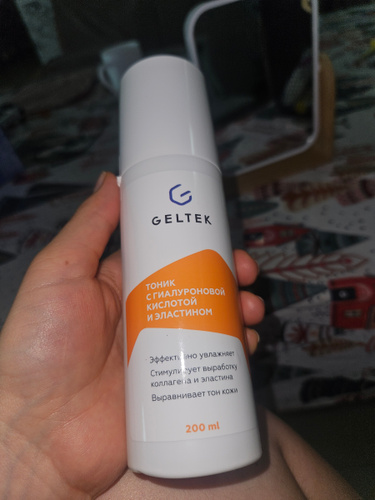 GELTEK
ТОНИК
С ГИАЛУРОНОВОЙ
КИСЛОТОЙ
И ЭЛАСТИНОМ
Эффективно увлажняет
Стимулирует выработку
коллагена и эластина
Выравнивает тон кожи
200 ml